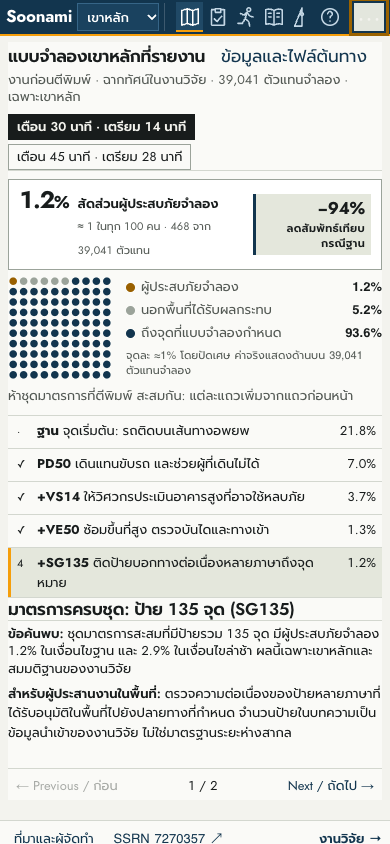 Soonami เขาหลัก
แบบจำลองเขาหลักที่รายงาน ข้อมูลและไฟล์ต้นทาง
งานก่อนตีพิมพ์ · ฉากทัศน์ในงานวิจัย · 39,041 ตัวแทนจำลอง ·
เฉพาะเขาหลัก
เตือน 30 นาที · เตรียม 14 นาที
เตือน 45 นาที · เตรียม 28 นาที
1.2% สัดส่วนผู้ประสบภัยจำลอง
≈ 1 ในทุก 100 คน · 468 จาก
39,041 ตัวแทน
−94%
ลดสัมพัทธ์เทียบ
กรณีฐาน
ผู้ประสบภัยจำลอง 1.2%
นอกพื้นที่ได้รับผลกระทบ 5.2%
ถึงจุดที่แบบจำลองกำหนด 93.6%
จุดละ ≈1% โดยปัดเศษ ค่าจริงแสดงด้านบน 39,041
ตัวแทนจำลอง
ห้าชุดมาตรการที่ตีพิมพ์ สะสมกัน: แต่ละแถวเพิ่มจากแถวก่อนหน้า
· ฐาน จุดเริ่มต้น: รถติดบนเส้นทางอพยพ 21.8%
✓ PD50 เดินแทนขับรถ และช่วยผู้ที่เดินไม่ได้ 7.0%
✓ +VS14 ให้วิศวกรประเมินอาคารสูงที่อาจใช้หลบภัย 3.7%
✓ +VE50 ซ้อมขึ้นที่สูง ตรวจบันไดและทางเข้า 1.3%
4 +SG135 ติดป้ายบอกทางต่อเนื่องหลายภาษาถึงจุด 1.2%
หมาย
มาตรการครบชุด: ป้าย 135 จุด (SG135)
ข้อค้นพบ: ชุดมาตรการสะสมที่มีป้ายรวม 135 จุด มีผู้ประสบภัยจำลอง
1.2% ในเงื่อนไขฐาน และ 2.9% ในเงื่อนไขล่าช้า ผลนี้เฉพาะเขาหลักและ
สมมติฐานของงานวิจัย
สำหรับผู้ประสานงานในพื้นที่: ตรวจความต่อเนื่องของป้ายหลายภาษาที่
ได้รับอนุมัติในพื้นที่ไปยังปลายทางที่กำหนด จำนวนป้ายในบทความเป็น
ข้อมูลนำเข้าของงานวิจัย ไม่ใช่มาตรฐานระยะห่างสากล
← Previous / ก่อน 1 / 2 Next / ถัดไป →
ที่มาและผู้จัดทำ SSRN 7270357 ↗ งานวิจัย →